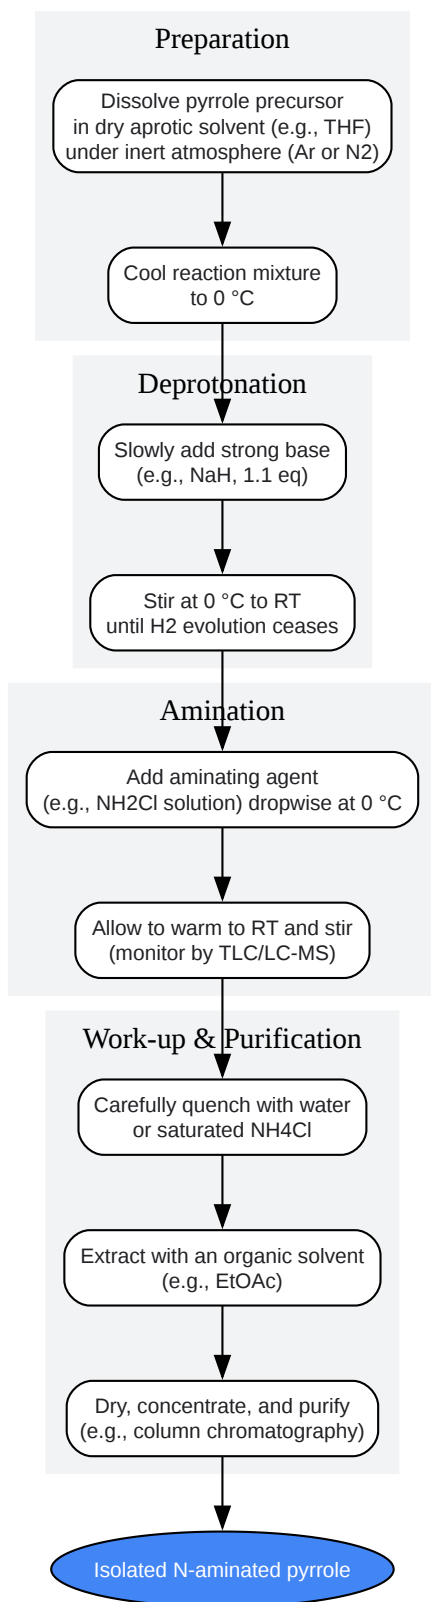 Preparation
Dissolve pyrrole precursor
in dry aprotic solvent (e.g., THF)
under inert atmosphere (Ar or N2)
Cool reaction mixture
to 0 °C
Deprotonation
Slowly add strong base
(e.g., NaH, 1.1 eq)
Stir at 0 °C to RT
until H2 evolution ceases
Amination
Add aminating agent
(e.g., NH2Cl solution) dropwise at 0 °C
Allow to warm to RT and stir
(monitor by TLC/LC-MS)
Work-up & Purification
Carefully quench with water
or saturated NH4Cl
Extract with an organic solvent
(e.g., EtOAc)
Dry, concentrate, and purify
(e.g., column chromatography)
Isolated N-aminated pyrrole